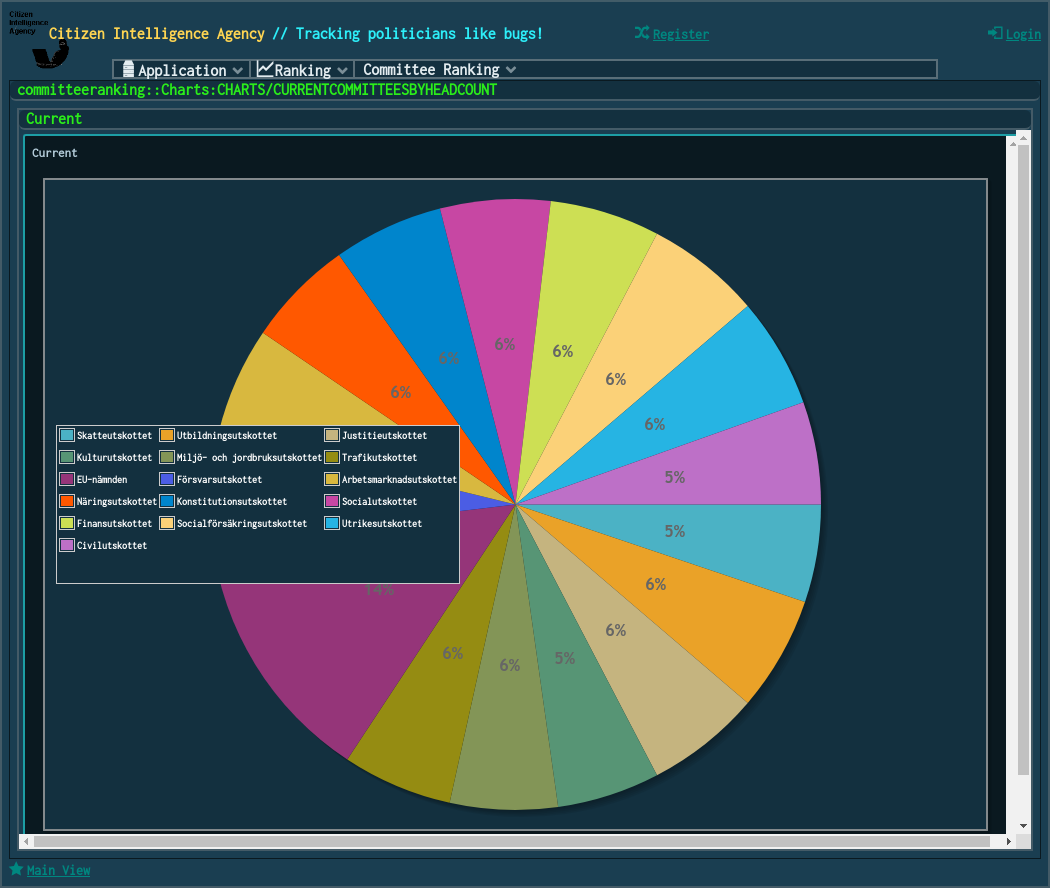 Citizen
Intelligence
Agency
Citizen Intelligence Agency // Tracking politicians like bugs!
Register
Login
Application
Ranking
Committee Ranking
committeeranking::Charts:CHARTS/CURRENTCOMMITTEESBYHEADCOUNT
Current
Current
6%
6%
6%
6%
6%
6%
5%
5%
6%
6%
5%
6%
6%
14%
Skatteutskottet Utbildningsutskottet Justitieutskottet
Kulturutskottet Miljö- och jordbruksutskottet Trafikutskottet
EU-nämnden Försvarsutskottet Arbetsmarknadsutskottet
Näringsutskottet Konstitutionsutskottet Socialutskottet
Finansutskottet Socialförsäkringsutskottet Utrikesutskottet
Civilutskottet
Main View